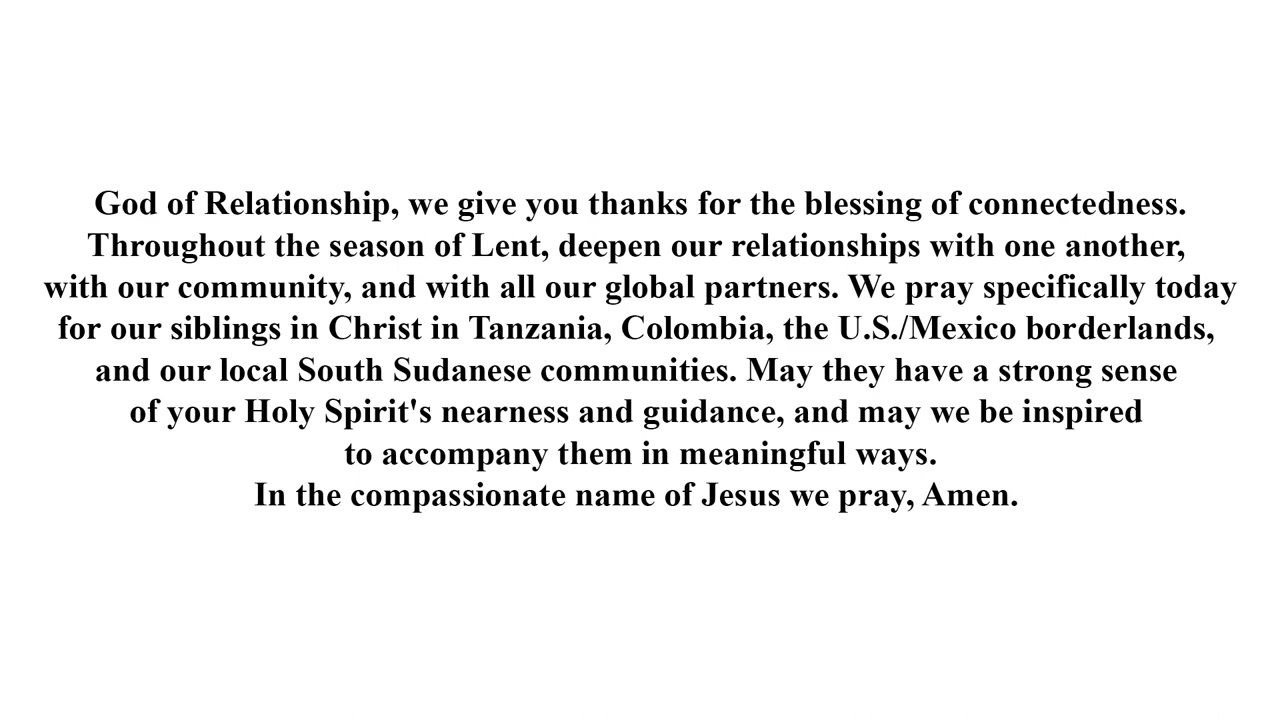 God of Relationship, we give you thanks for the blessing of connectedness.
Throughout the season of Lent, deepen our relationships with one another,
with our community, and with all our global partners. We pray specifically today
for our siblings in Christ in Tanzania, Colombia, the U.S./Mexico borderlands,
and our local South Sudanese communities. May they have a strong sense
of your Holy Spirit's nearness and guidance, and may we be inspired
to accompany them in meaningful ways.
In the compassionate name of Jesus we pray, Amen.